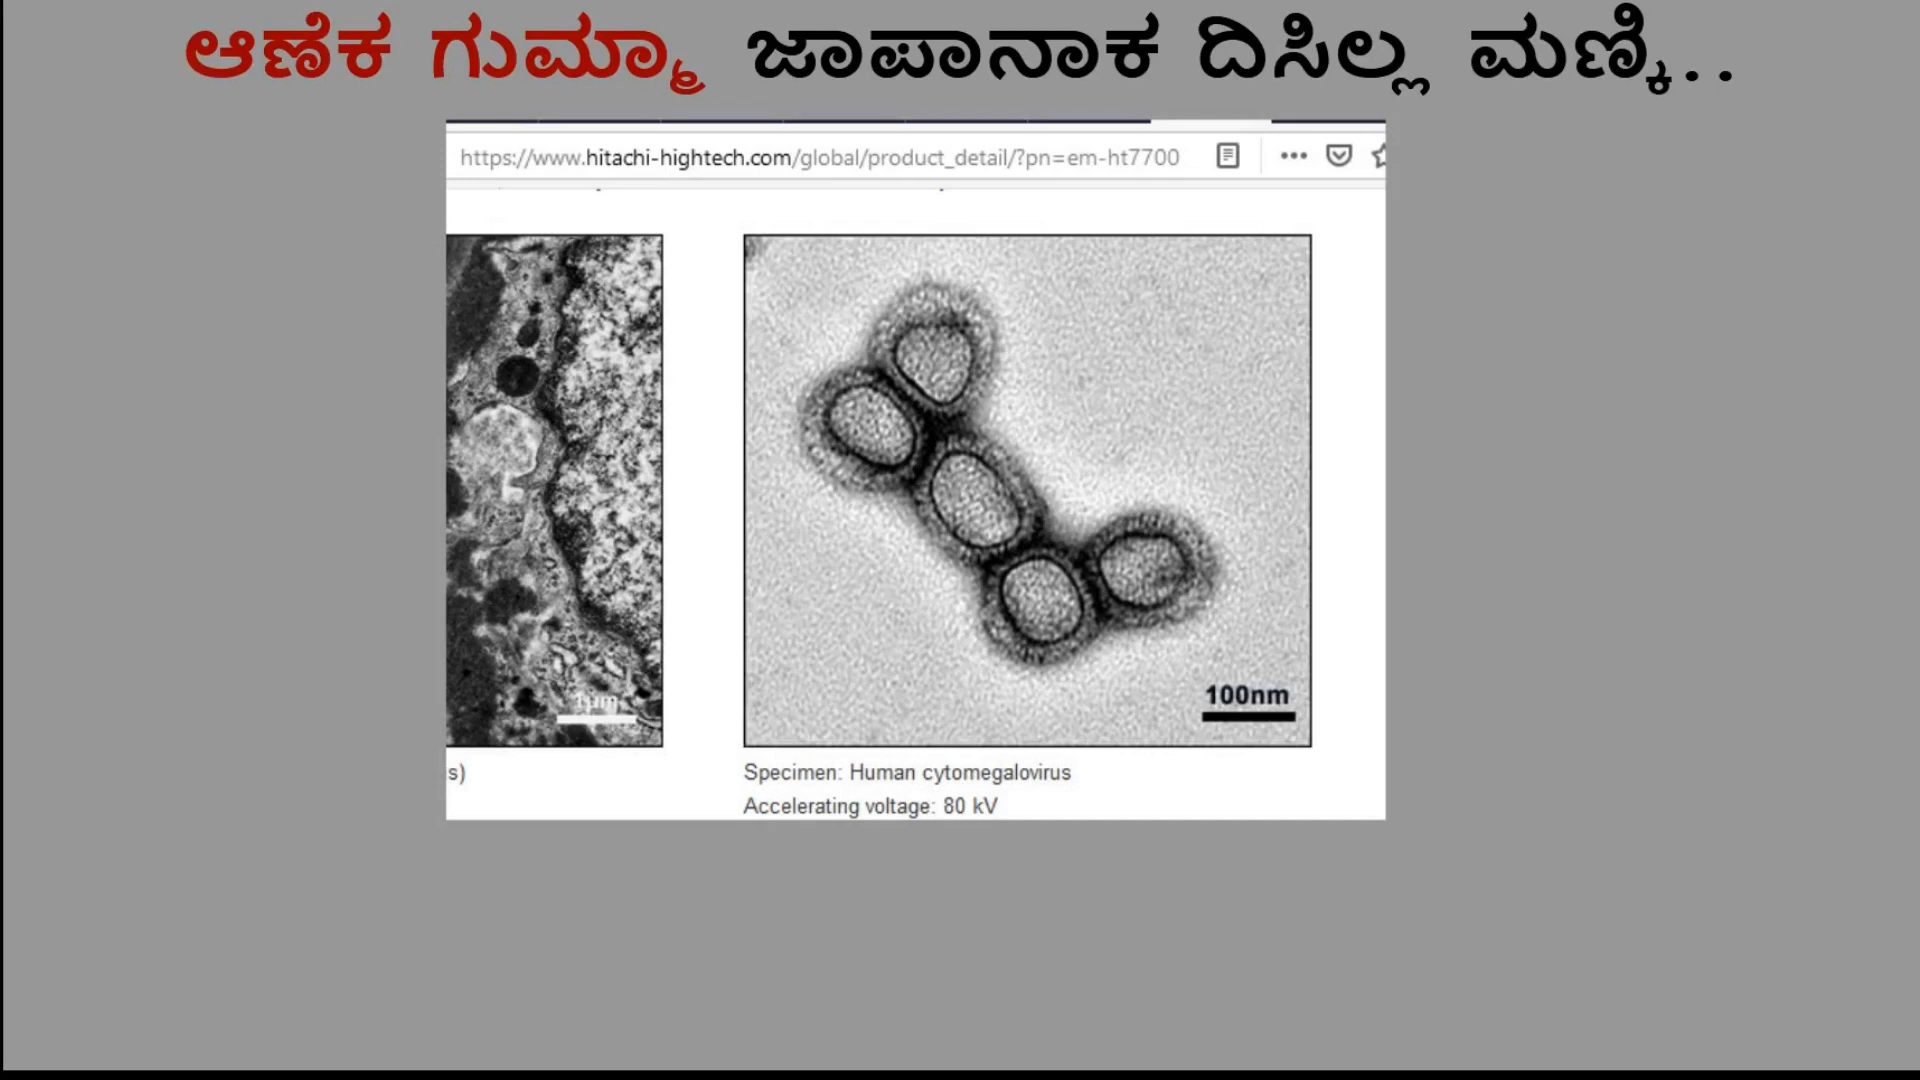 ಆಣೆಕ ಗುಮ್ಮಾ ಜಾಪಾನಾಕ ದಿಸಿಲ್ಲ ಮಣ್ಕಿ..
https://www.hitachi-hightech.com/global/product_detail/?pn=em-ht7700
1μm
100nm
s) Specimen: Human cytomegalovirus
Accelerating voltage: 80 kV